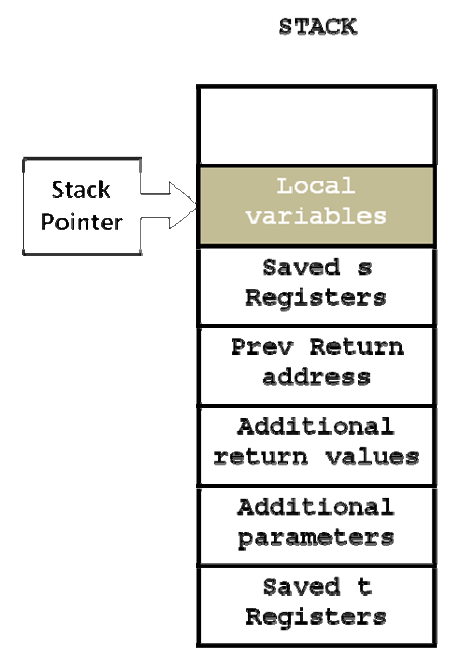 STACK
Stack
Pointer
Local
variables
Saved s
Registers
Prev Return
address
Additional
return values
Additional
parameters
Saved t
Registers